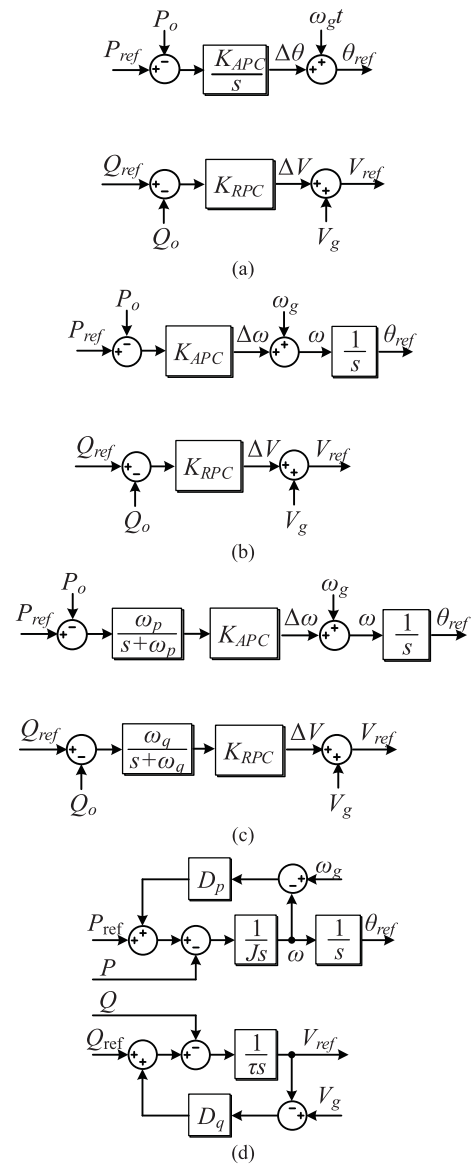 P_o ω_g t
P_ref K_APC/s Δθ θ_ref
Q_ref K_RPC ΔV V_ref
Q_o V_g
(a)
P_o ω_g
P_ref K_APC Δω ω 1/s θ_ref
Q_ref K_RPC ΔV V_ref
Q_o V_g
(b)
P_o ω_g
P_ref ω_p/(s+ω_p) K_APC Δω ω 1/s θ_ref
Q_ref ω_q/(s+ω_q) K_RPC ΔV V_ref
Q_o V_g
(c)
D_p ω_g
P_ref 1/Js ω 1/s θ_ref
P
Q
Q_ref 1/τs V_ref
D_q V_g
(d)